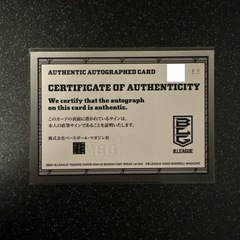 AUTHENTIC AUTOGRAPHED CARD
/55
CERTIFICATE OF AUTHENTICITY
We certify that the autograph
on this card is authentic.
このカードの表面に書かれているサインは、
本人の直筆サインであることを証明いたします。
株式会社ベースボール・マガジン社
B.LEAGUE